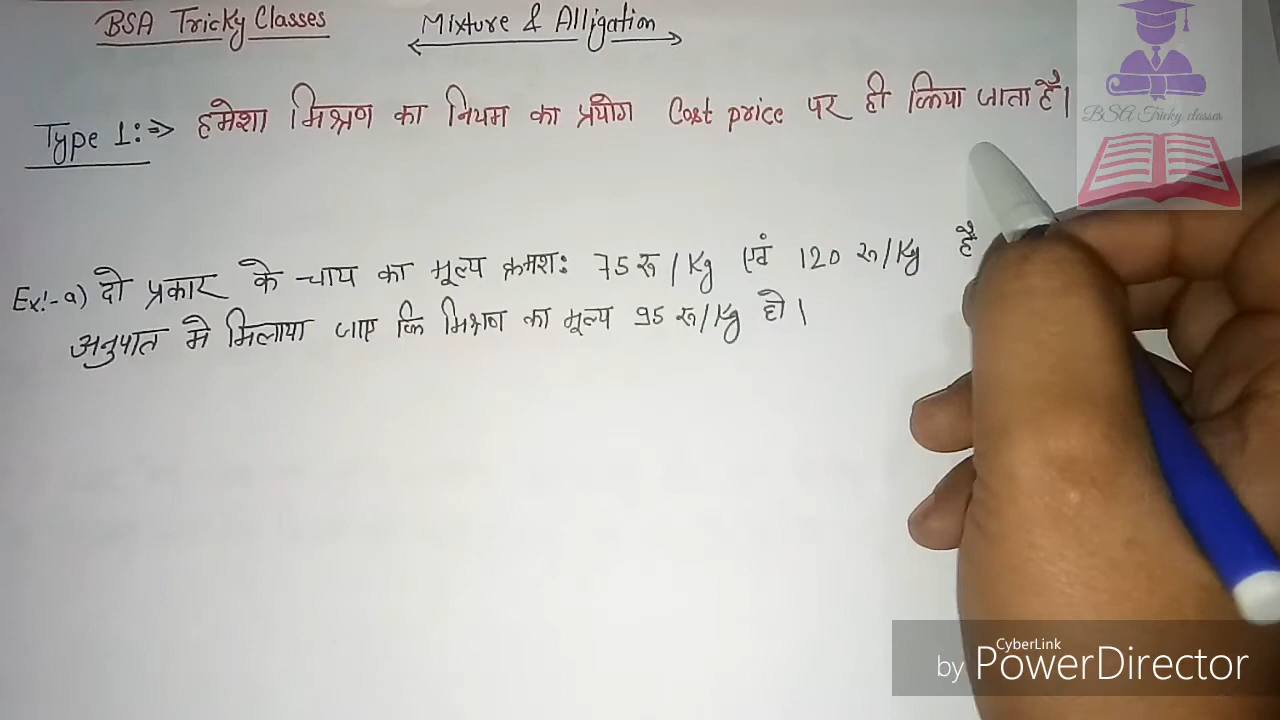 BSA Tricky Classes
Mixture & Alligation
Type 1:⇒ हमेशा मिश्रण का नियम का प्रयोग Cost price पर ही किया जाता है।
BSA Tricky classes
Ex:- a) दो प्रकार के चाय का मूल्य क्रमशः 75 रू / Kg एवं 120 रू/Kg है
अनुपात मे मिलाया जाए कि मिश्रण का मूल्य 95 रू/Kg हो।
CyberLink
by PowerDirector